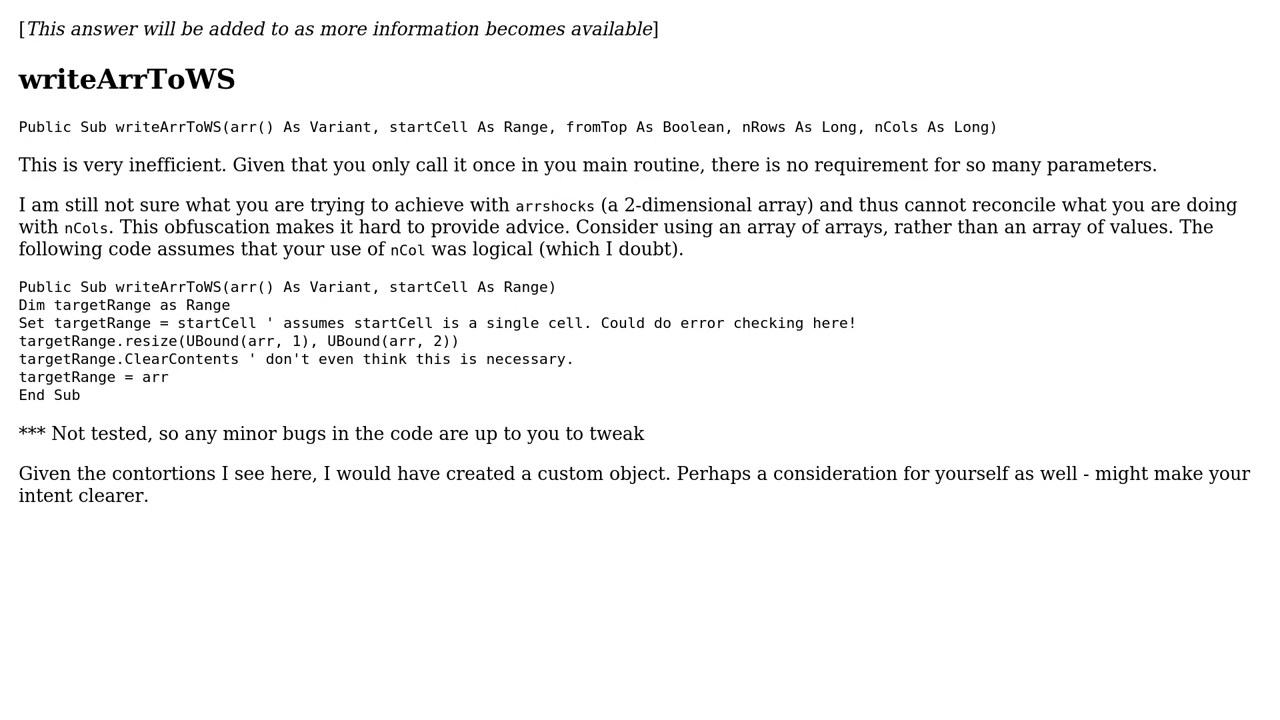 [This answer will be added to as more information becomes available]
writeArrToWS
Public Sub writeArrToWS(arr() As Variant, startCell As Range, fromTop As Boolean, nRows As Long, nCols As Long)
This is very inefficient. Given that you only call it once in you main routine, there is no requirement for so many parameters.
I am still not sure what you are trying to achieve with arrshocks (a 2-dimensional array) and thus cannot reconcile what you are doing
with nCols. This obfuscation makes it hard to provide advice. Consider using an array of arrays, rather than an array of values. The
following code assumes that your use of nCol was logical (which I doubt).
Public Sub writeArrToWS(arr() As Variant, startCell As Range)
Dim targetRange as Range
Set targetRange = startCell ' assumes startCell is a single cell. Could do error checking here!
targetRange.resize(UBound(arr, 1), UBound(arr, 2))
targetRange.ClearContents ' don't even think this is necessary.
targetRange = arr
End Sub
*** Not tested, so any minor bugs in the code are up to you to tweak
Given the contortions I see here, I would have created a custom object. Perhaps a consideration for yourself as well - might make your
intent clearer.